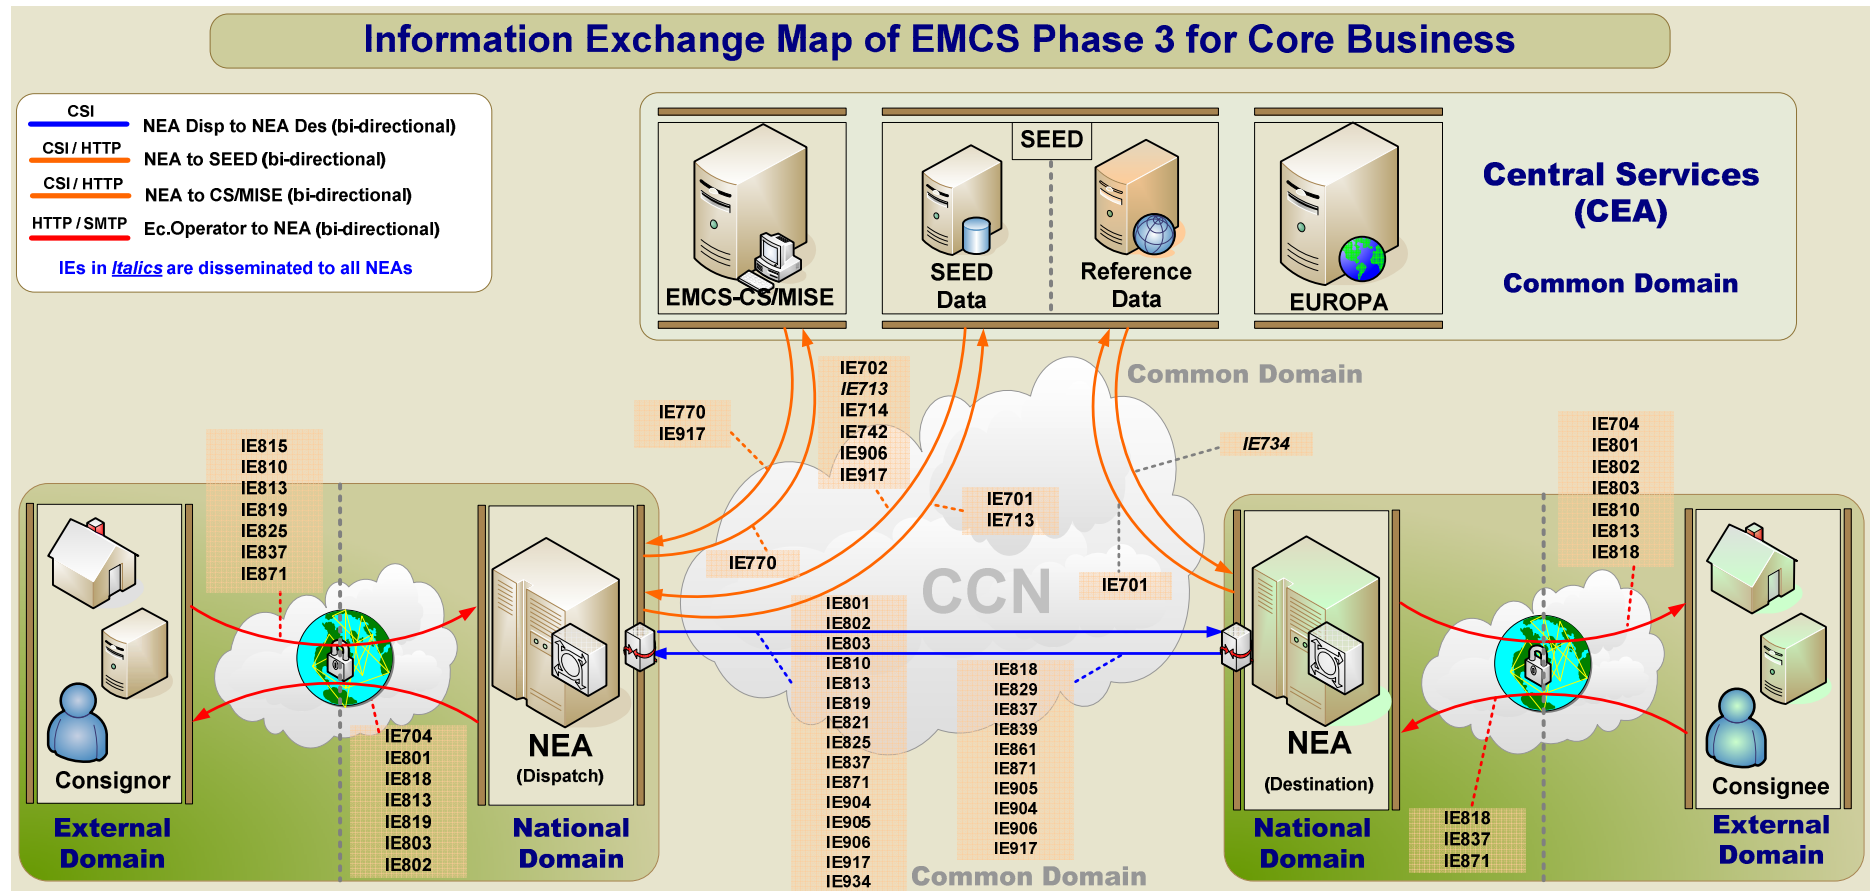 Information Exchange Map of EMCS Phase 3 for Core Business
CSI
NEA Disp to NEA Des (bi-directional)
CSI / HTTP
NEA to SEED (bi-directional)
CSI / HTTP
NEA to CS/MISE (bi-directional)
HTTP / SMTP
Ec.Operator to NEA (bi-directional)
IEs in Italics are disseminated to all NEAs
EMCS-CS/MISE
SEED
SEED
Data
Reference
Data
EUROPA
Central Services
(CEA)
Common Domain
Common Domain
IE770
IE917
IE702
IE713
IE714
IE742
IE906
IE917
IE701
IE713
IE770
IE734
IE701
CCN
IE815
IE810
IE813
IE819
IE825
IE837
IE871
Consignor
External
Domain
IE704
IE801
IE818
IE813
IE819
IE803
IE802
NEA
(Dispatch)
National
Domain
IE801
IE802
IE803
IE810
IE813
IE819
IE821
IE825
IE837
IE871
IE904
IE905
IE906
IE917
IE934
IE818
IE829
IE837
IE839
IE861
IE871
IE905
IE904
IE906
IE917
Common Domain
NEA
(Destination)
National
Domain
IE704
IE801
IE802
IE803
IE810
IE813
IE818
IE818
IE837
IE871
Consignee
External
Domain